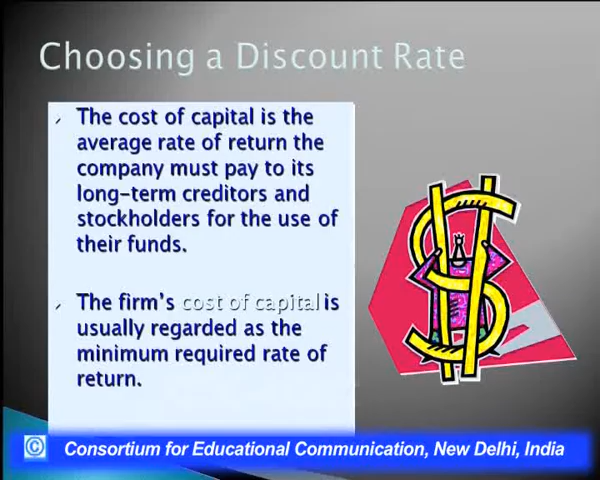 Choosing a Discount Rate
The cost of capital is the
average rate of return the
company must pay to its
long-term creditors and
stockholders for the use of
their funds.
The firm's cost of capital is
usually regarded as the
minimum required rate of
return.
© Consortium for Educational Communication, New Delhi, India